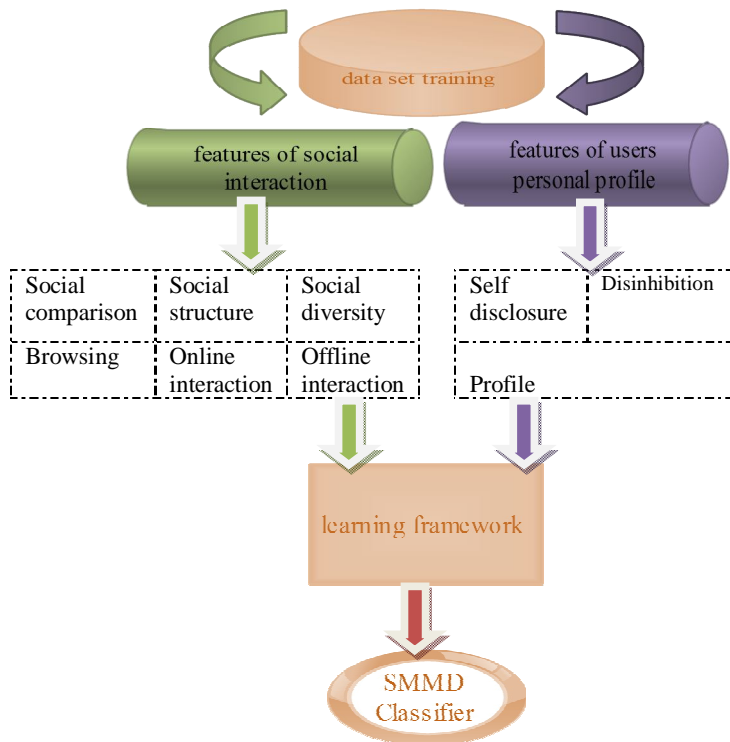 data set training
features of social
interaction
features of users
personal profile
Social
comparison
Social
structure
Social
diversity
Browsing
Online
interaction
Offline
interaction
Self
disclosure
Disinhibition
Profile
learning framework
SMMD
Classifier